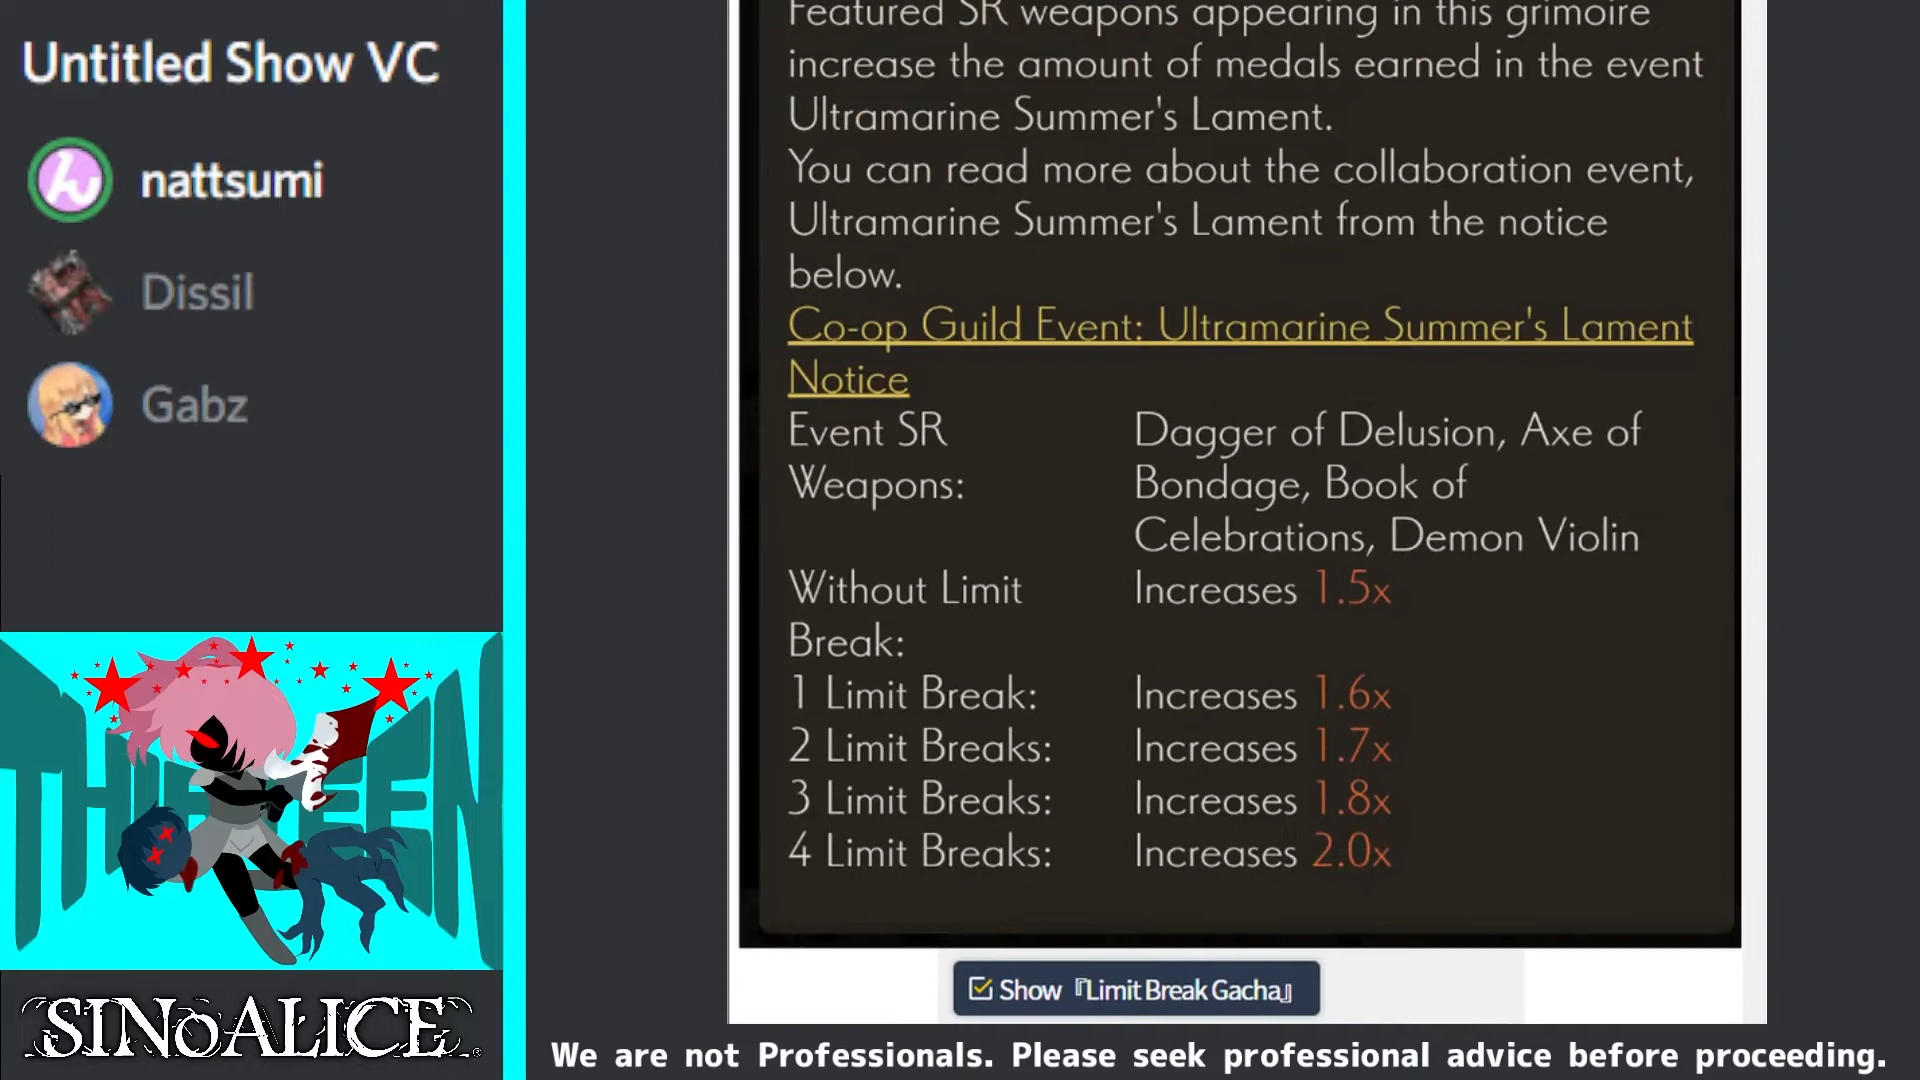 Untitled Show VC
nattsumi
Dissil
Gabz
THIRTEEN
SINoALICE
Featured SR weapons appearing in this grimoire
increase the amount of medals earned in the event
Ultramarine Summer's Lament.
You can read more about the collaboration event,
Ultramarine Summer's Lament from the notice
below.
Co-op Guild Event: Ultramarine Summer's Lament
Notice
Event SR Weapons:
Dagger of Delusion, Axe of
Bondage, Book of
Celebrations, Demon Violin
Without Limit Break:
Increases 1.5x
1 Limit Break: Increases 1.6x
2 Limit Breaks: Increases 1.7x
3 Limit Breaks: Increases 1.8x
4 Limit Breaks: Increases 2.0x
Show『Limit Break Gacha』
We are not Professionals. Please seek professional advice before proceeding.